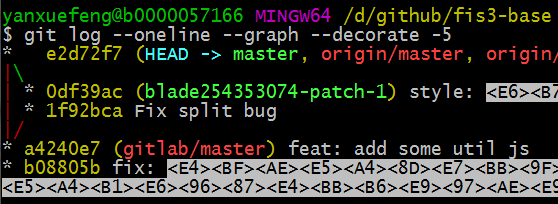 yanxuefeng@b0000057166 MINGW64 /d/github/fis3-base
$ git log --oneline --graph --decorate -5
*   e2d72f7 (HEAD -> master, origin/master, origin/
|\
| * 0df39ac (blade254353074-patch-1) style: <E6><B7
| * 1f92bca Fix split bug
|/
* a4240e7 (gitlab/master) feat: add some util js
* b08805b fix: <E4><BF><AE><E5><A4><8D><E7><BB><9F>
<E5><A4><B1><E6><96><87><E4><BB><B6><E9><97><AE><E9